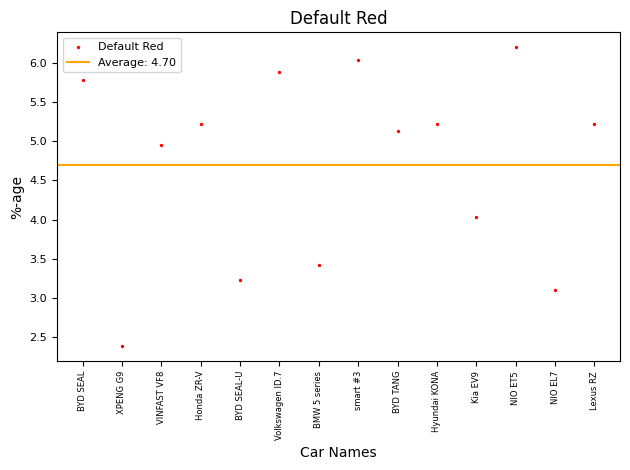 Default Red
Default Red
Average: 4.70
%-age
6.0
5.5
5.0
4.5
4.0
3.5
3.0
2.5
BYD SEAL
XPENG G9
VINFAST VF8
Honda ZR-V
BYD SEAL-U
Volkswagen ID.7
BMW 5 series
smart #3
BYD TANG
Hyundai KONA
Kia EV9
NIO ET5
NIO EL7
Lexus RZ
Car Names